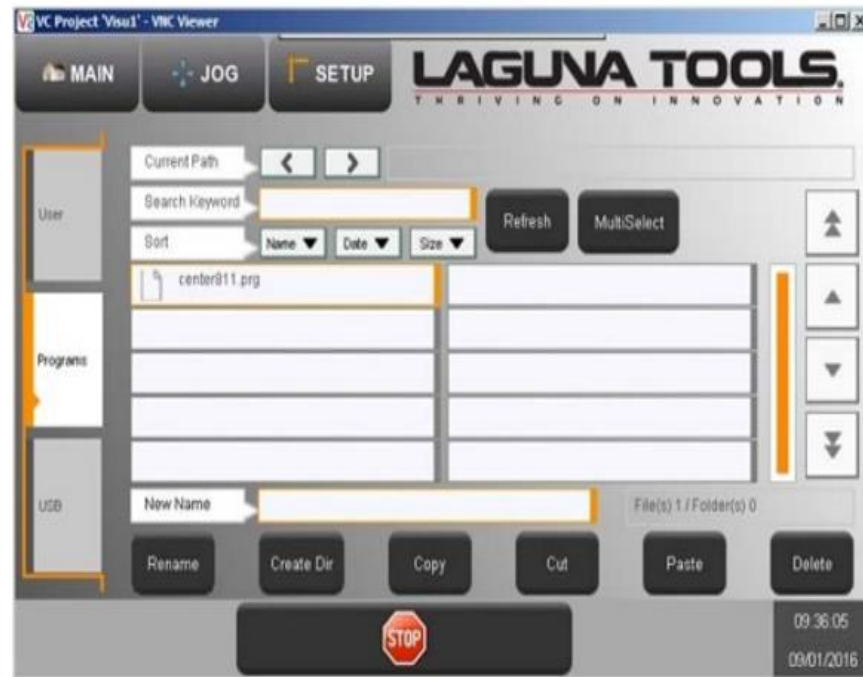 VC Project 'Visu1' - VNC Viewer
MAIN
JOG
SETUP
LAGUNA TOOLS.
THRIVING ON INNOVATION
Current Path
Search Keyword
Refresh
MultiSelect
Sort
Name
Date
Size
User
center811.prg
Programs
USB
New Name
File(s) 1 / Folder(s) 0
Rename
Create Dir
Copy
Cut
Paste
Delete
STOP
09:36:05
09/01/2016